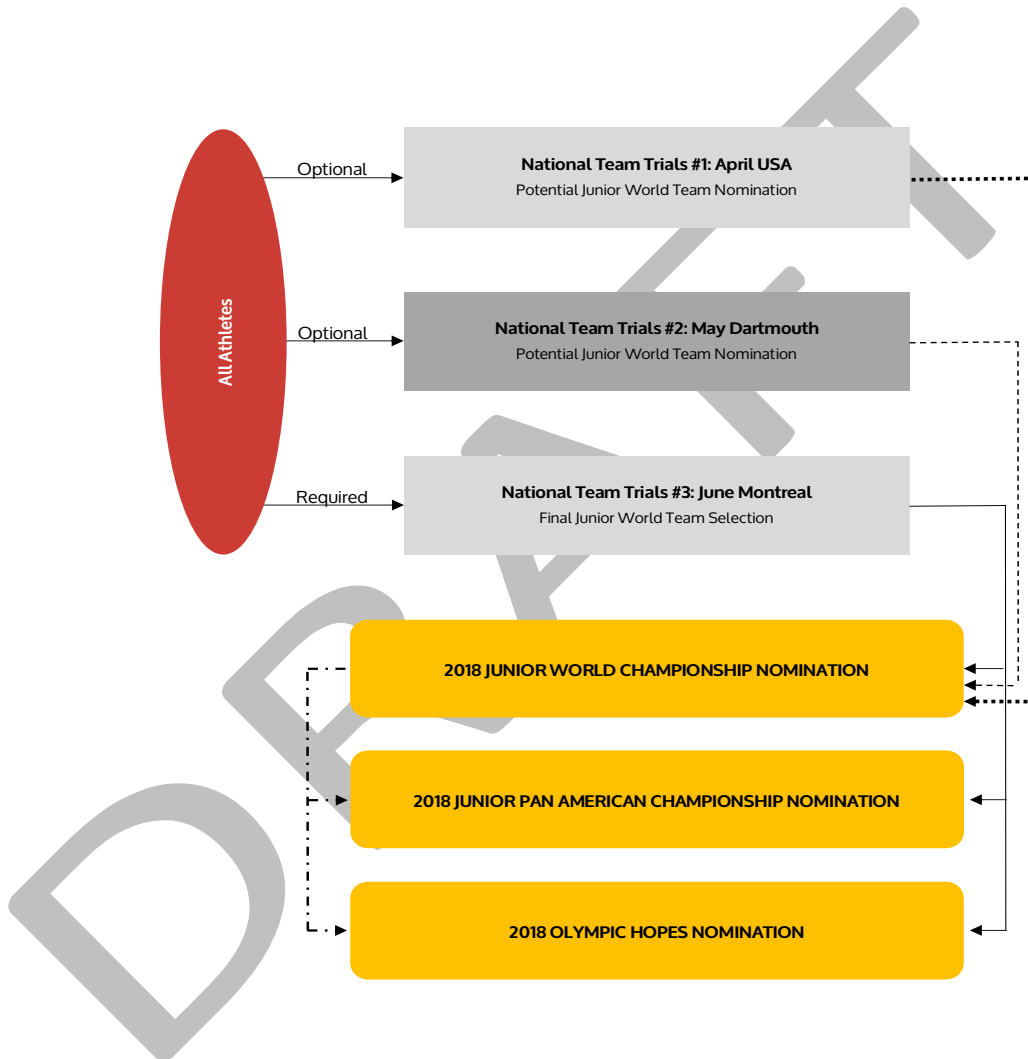 DRAFT
All Athletes
Optional
National Team Trials #1: April USA
Potential Junior World Team Nomination
Optional
National Team Trials #2: May Dartmouth
Potential Junior World Team Nomination
Required
National Team Trials #3: June Montreal
Final Junior World Team Selection
2018 JUNIOR WORLD CHAMPIONSHIP NOMINATION
2018 JUNIOR PAN AMERICAN CHAMPIONSHIP NOMINATION
2018 OLYMPIC HOPES NOMINATION